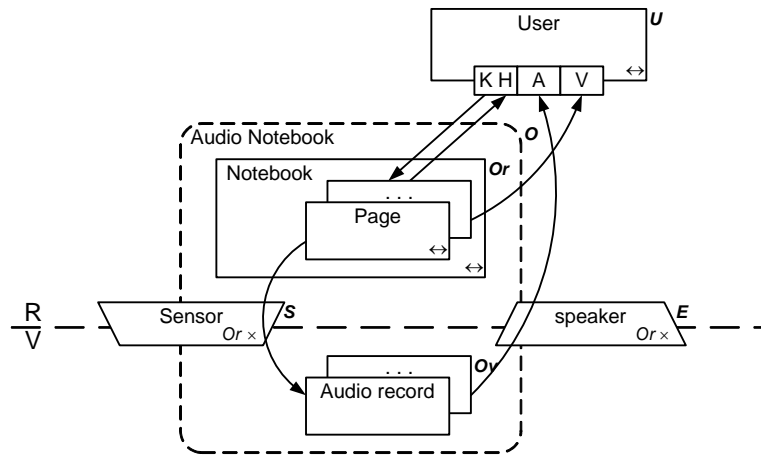 User
U
K H A V
Audio Notebook
O
Notebook
Or
. . .
Page
↔
↔
↔
R
V
Sensor
S
Or ×
speaker
E
Or ×
. . .
Ov
Audio record